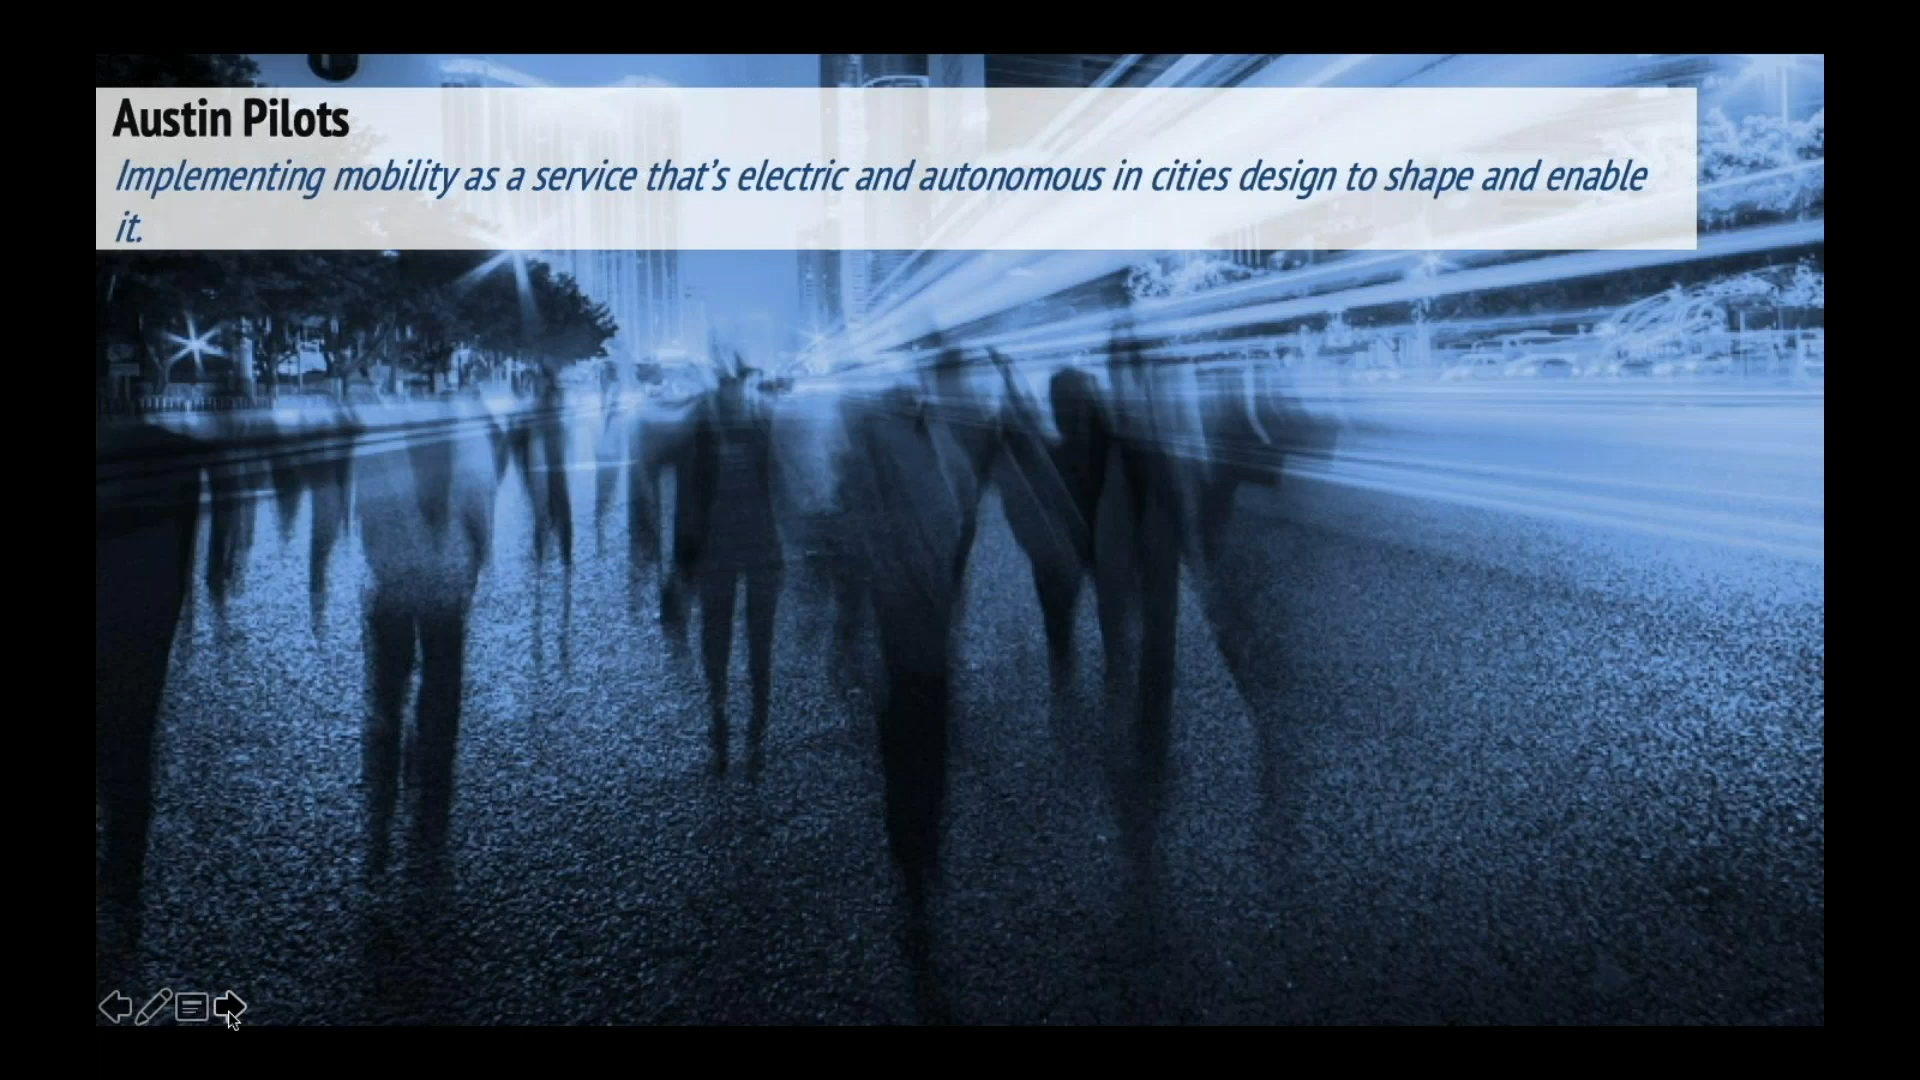 Austin Pilots
Implementing mobility as a service that's electric and autonomous in cities design to shape and enable
it.